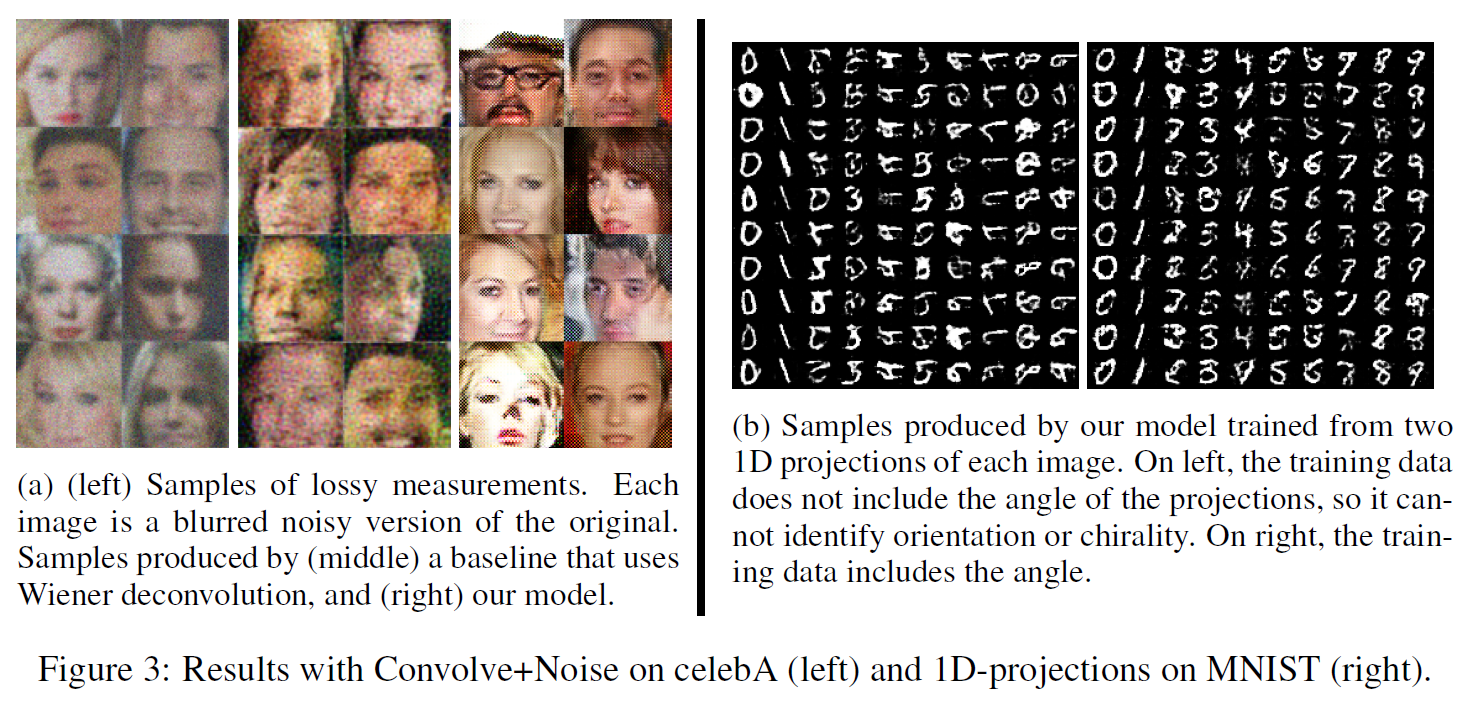 (a) (left) Samples of lossy measurements. Each
image is a blurred noisy version of the original.
Samples produced by (middle) a baseline that uses
Wiener deconvolution, and (right) our model.
(b) Samples produced by our model trained from two
1D projections of each image. On left, the training data
does not include the angle of the projections, so it can-
not identify orientation or chirality. On right, the train-
ing data includes the angle.
Figure 3: Results with Convolve+Noise on celebA (left) and 1D-projections on MNIST (right).